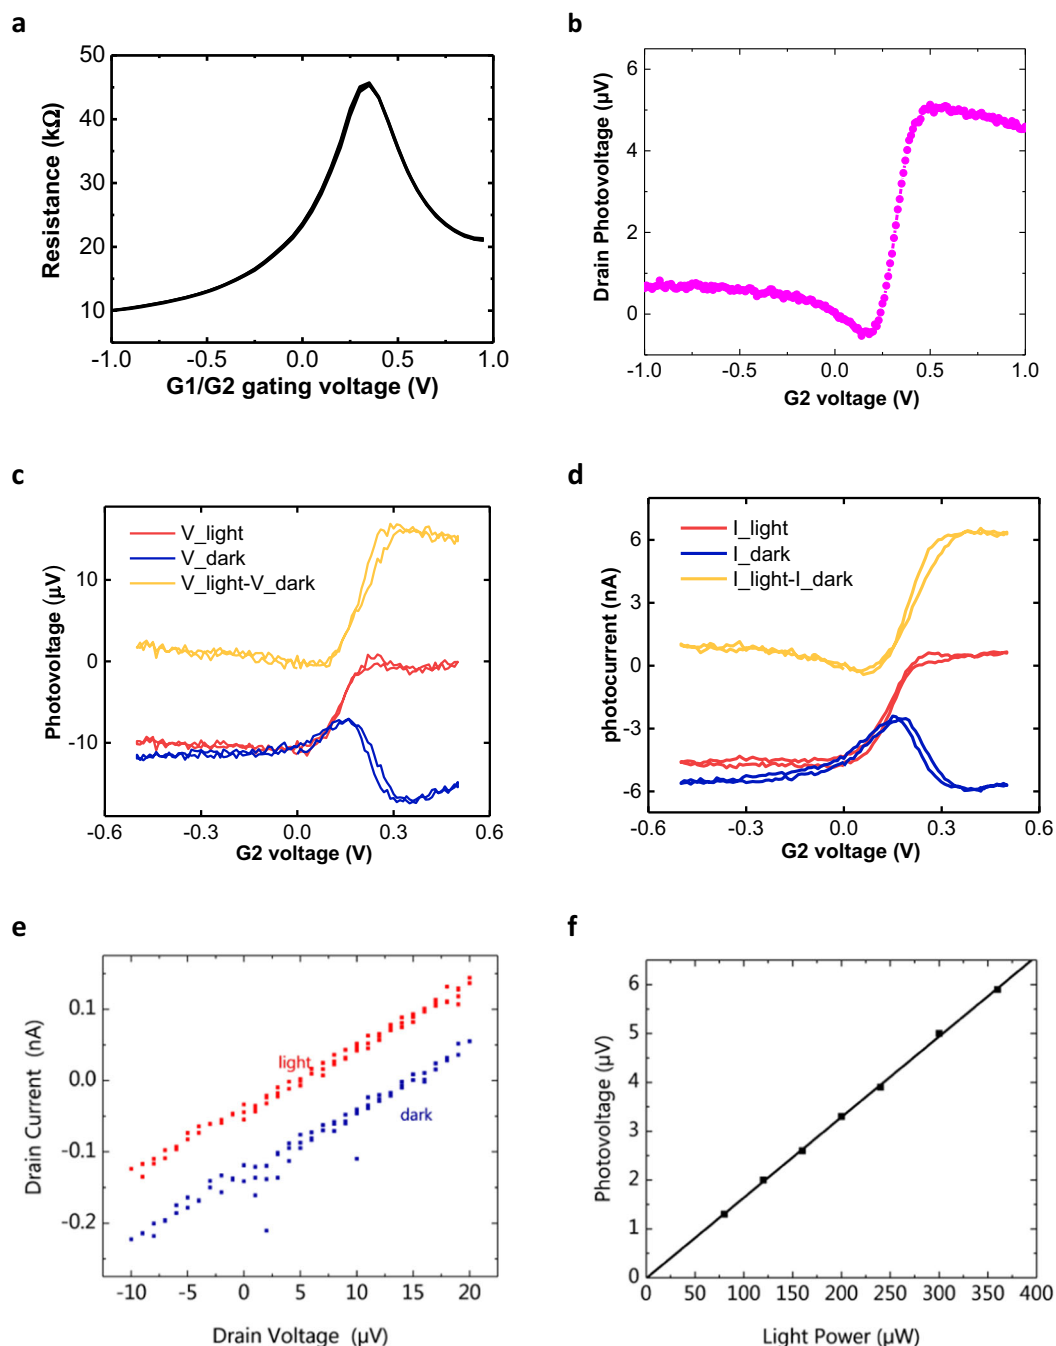 a
50
40
30
20
10
Resistance (kΩ)
-1.0 -0.5 0.0 0.5 1.0
G1/G2 gating voltage (V)
b
6
4
2
0
Drain Photovoltage (µV)
-1.0 -0.5 0.0 0.5 1.0
G2 voltage (V)
c
V_light
V_dark
V_light-V_dark
10
0
-10
Photovoltage (µV)
-0.6 -0.3 0.0 0.3 0.6
G2 voltage (V)
d
I_light
I_dark
I_light-I_dark
6
3
0
-3
-6
photocurrent (nA)
-0.6 -0.3 0.0 0.3 0.6
G2 voltage (V)
e
0.1
0.0
-0.1
-0.2
Drain Current (nA)
light
dark
-10 -5 0 5 10 15 20
Drain Voltage (µV)
f
6
5
4
3
2
1
0
Photovoltage (µV)
0 50 100 150 200 250 300 350 400
Light Power (µW)